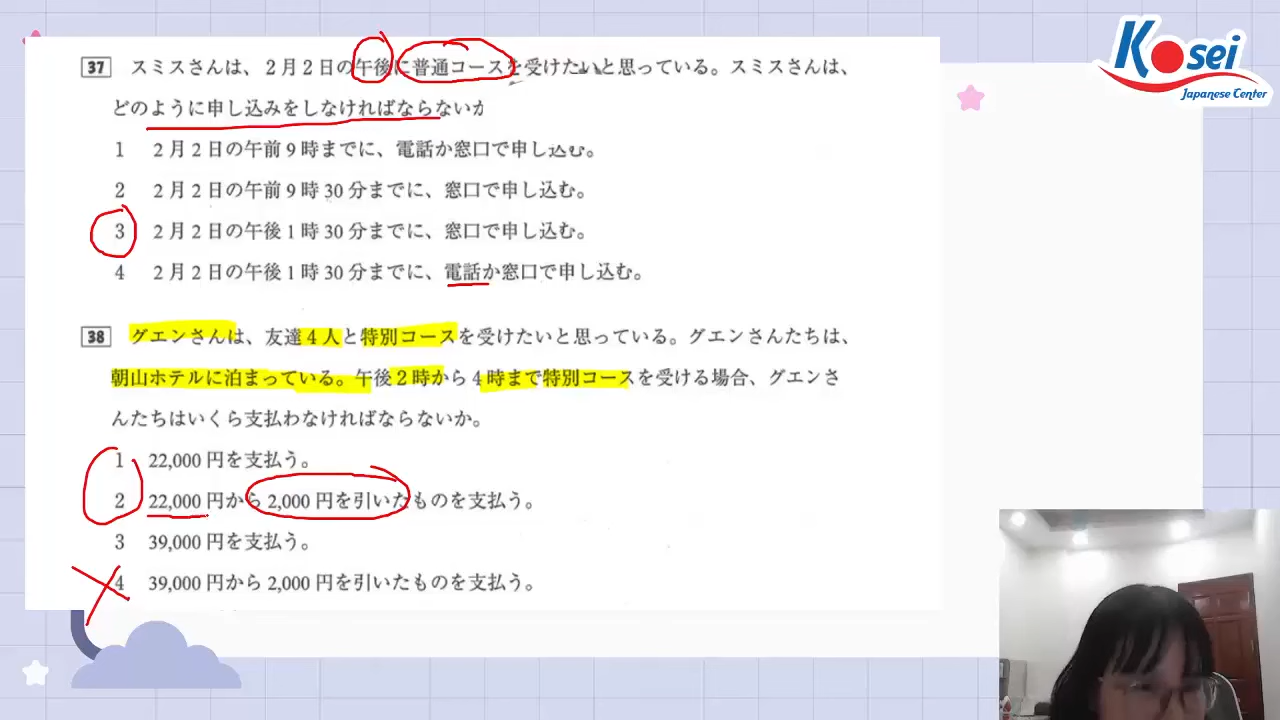 Kosei
Japanese Center
37 スミスさんは、2月2日の午後に普通コースを受けたいと思っている。スミスさんは、
どのように申し込みをしなければならないか
1 2月2日の午前9時までに、電話か窓口で申し込む。
2 2月2日の午前9時30分までに、窓口で申し込む。
3 2月2日の午後1時30分までに、窓口で申し込む。
4 2月2日の午後1時30分までに、電話か窓口で申し込む。
38 グエンさんは、友達4人と特別コースを受けたいと思っている。グエンさんたちは、
朝山ホテルに泊まっている。午後2時から4時まで特別コースを受ける場合、グエンさ
んたちはいくら支払わなければならないか。
1 22,000円を支払う。
2 22,000円から2,000円を引いたものを支払う。
3 39,000円を支払う。
4 39,000円から2,000円を引いたものを支払う。